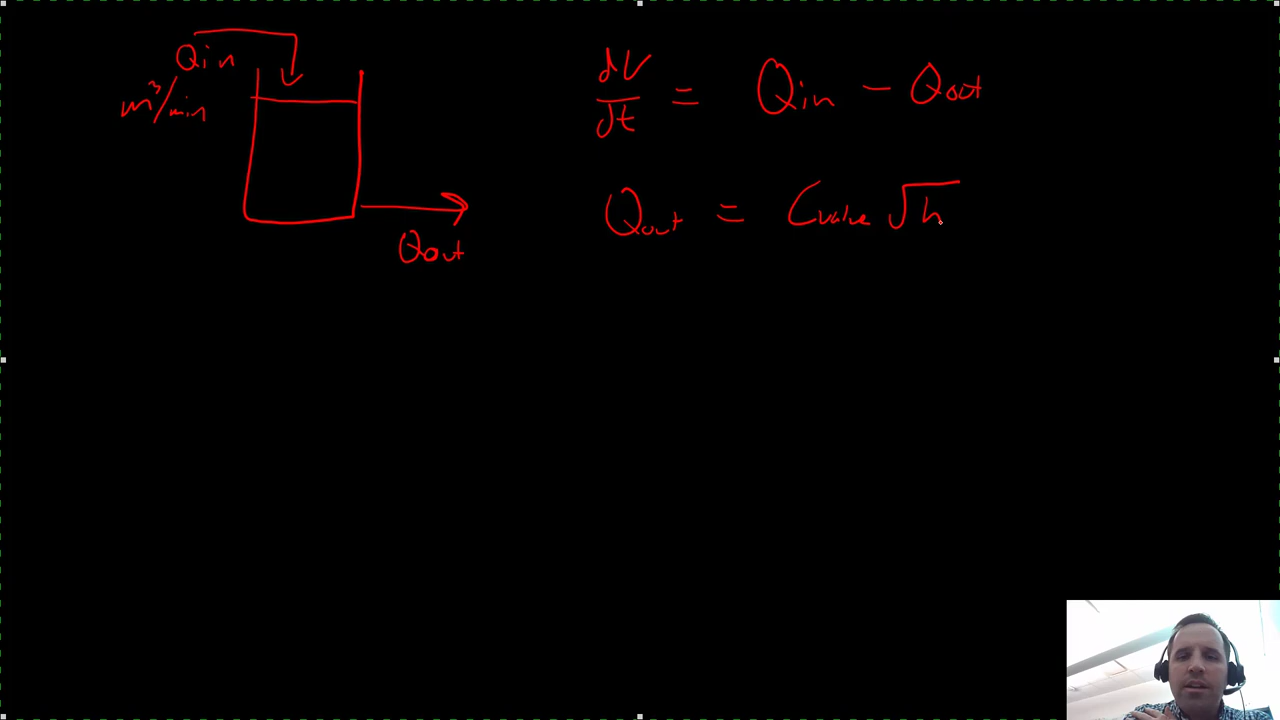 Qin
m³/min
Qout
dV/dt = Qin - Qout
Qout = Cvalve √h